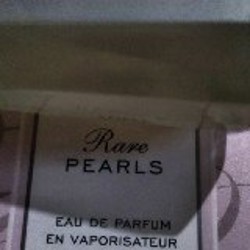 Rare
PEARLS
EAU DE PARFUM
EN VAPORISATEUR